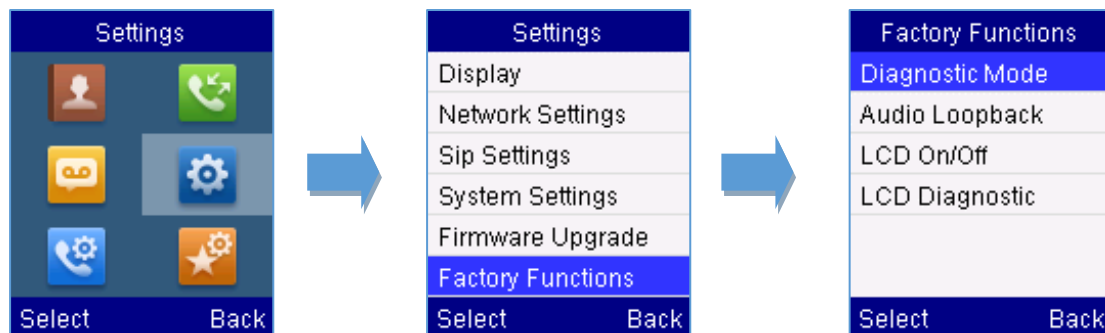 Settings
Select Back
Settings
Display
Network Settings
Sip Settings
System Settings
Firmware Upgrade
Factory Functions
Select Back
Factory Functions
Diagnostic Mode
Audio Loopback
LCD On/Off
LCD Diagnostic
Select Back